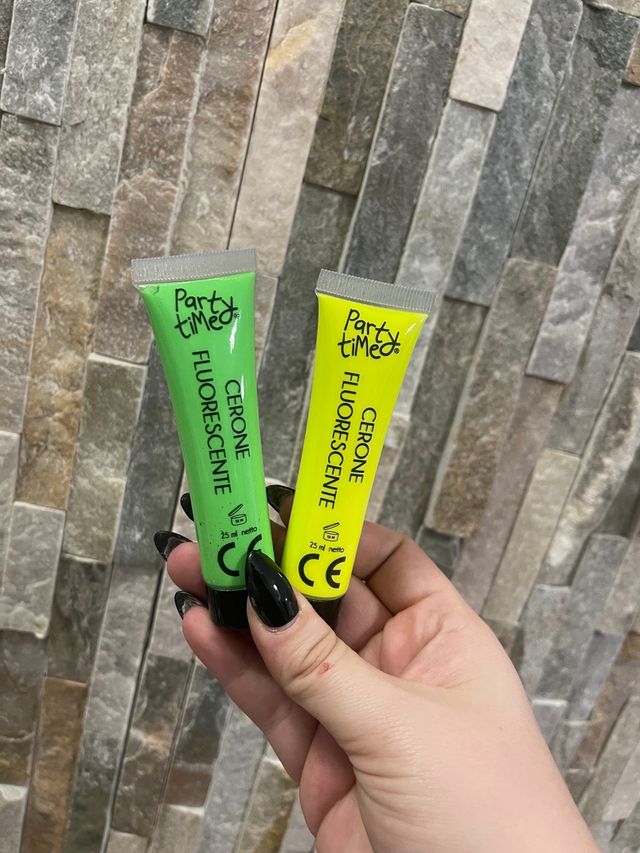 Party
time®
CERONE
FLUORESCENTE
25 ml netto
CE
Party
time®
CERONE
FLUORESCENTE
25 ml netto
CE